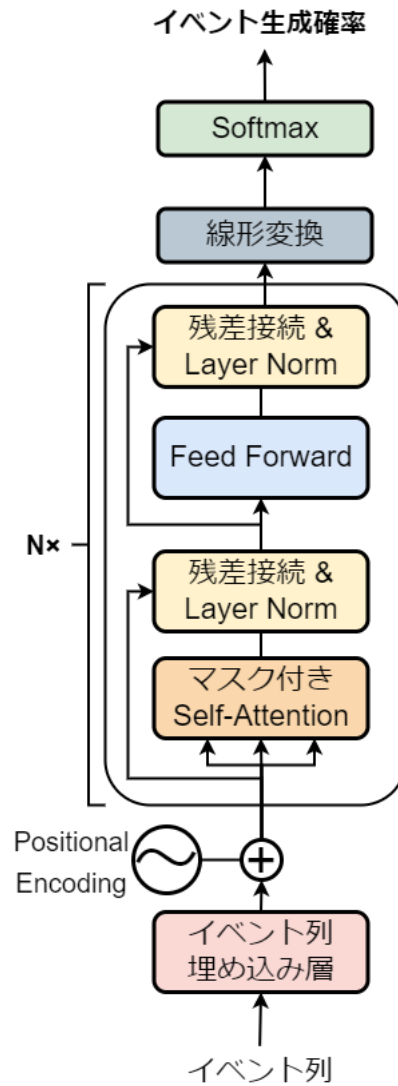 イベント生成確率
Softmax
線形変換
残差接続 &
Layer Norm
Feed Forward
N×
残差接続 &
Layer Norm
マスク付き
Self-Attention
Positional
Encoding
イベント列
埋め込み層
イベント列